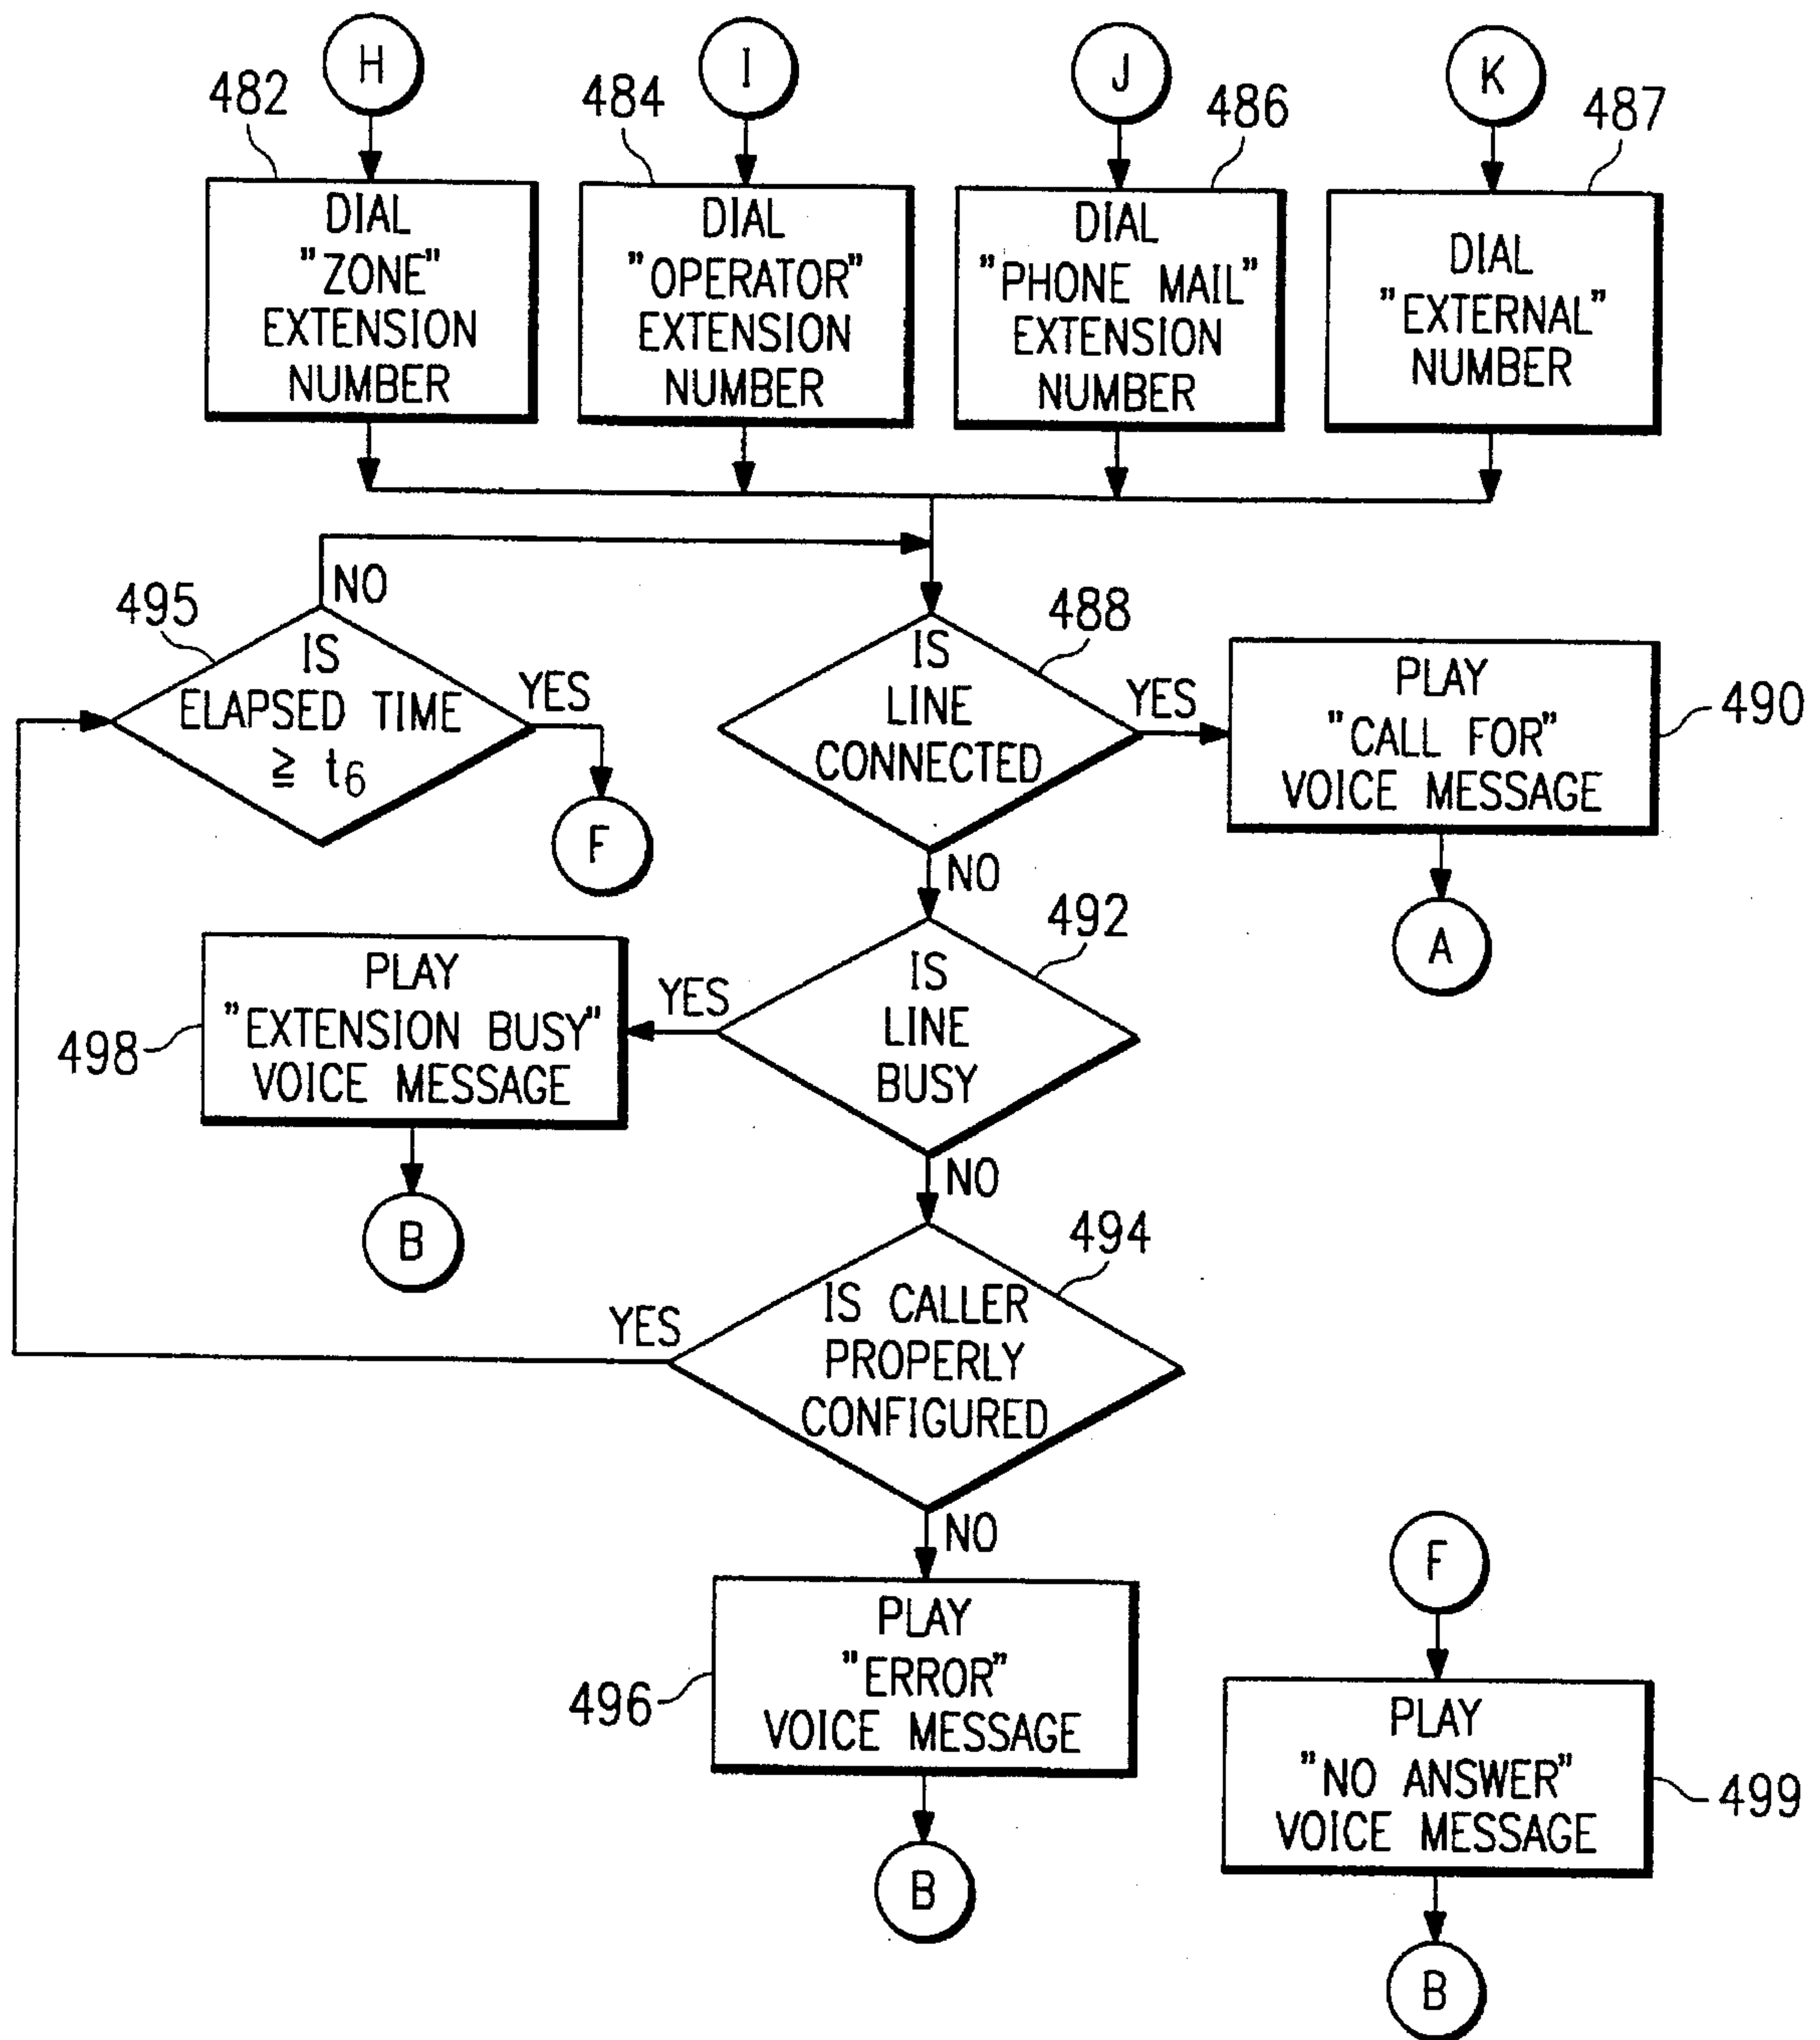 H
I
J
K
482
484
486
487
DIAL
"ZONE"
EXTENSION
NUMBER
DIAL
"OPERATOR"
EXTENSION
NUMBER
DIAL
"PHONE MAIL"
EXTENSION
NUMBER
DIAL
"EXTERNAL"
NUMBER
495
NO
IS
ELAPSED TIME
≧ t6
YES
F
488
IS
LINE
CONNECTED
YES
NO
PLAY
"CALL FOR"
VOICE MESSAGE
490
A
492
IS
LINE
BUSY
YES
NO
PLAY
"EXTENSION BUSY"
VOICE MESSAGE
498
B
494
IS CALLER
PROPERLY
CONFIGURED
YES
NO
PLAY
"ERROR"
VOICE MESSAGE
496
B
F
PLAY
"NO ANSWER"
VOICE MESSAGE
499
B